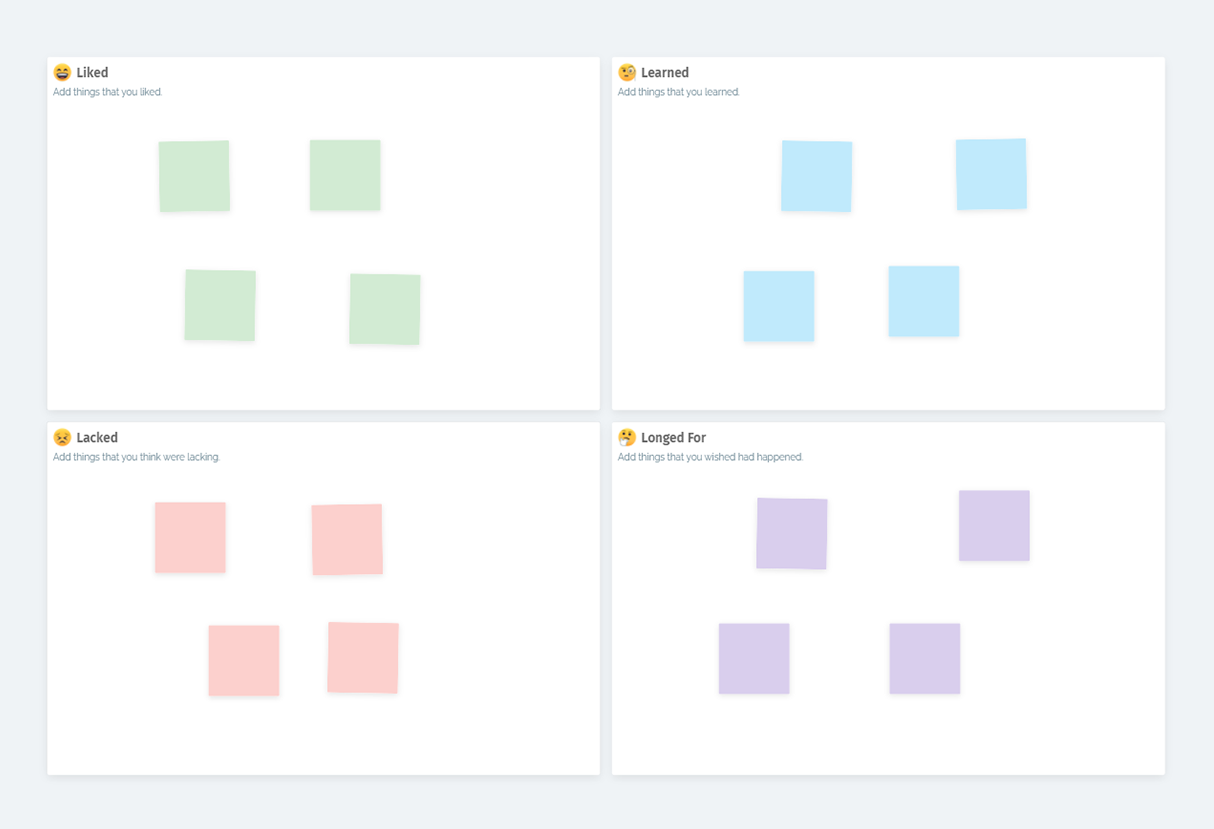 Liked
Add things that you liked.
Learned
Add things that you learned.
Lacked
Add things that you think were lacking.
Longed For
Add things that you wished had happened.